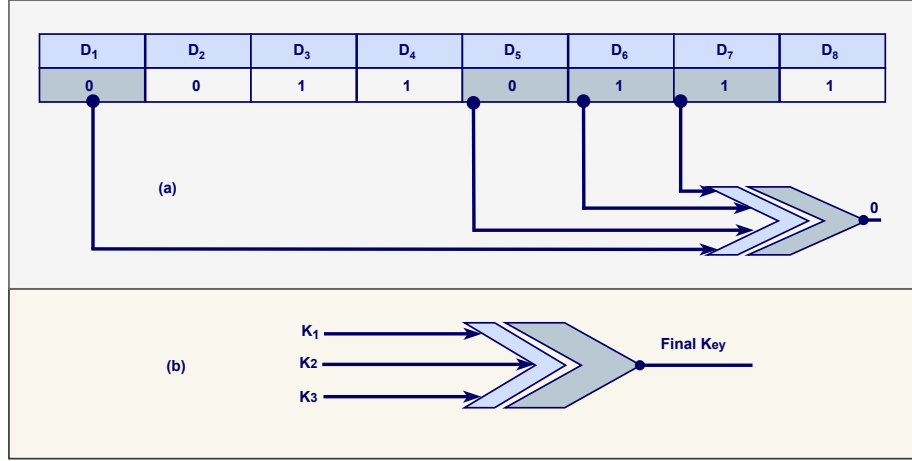 D1 D2 D3 D4 D5 D6 D7 D8
0 0 1 1 0 1 1 1
(a)
0
K1
K2
K3
(b)
Final Key